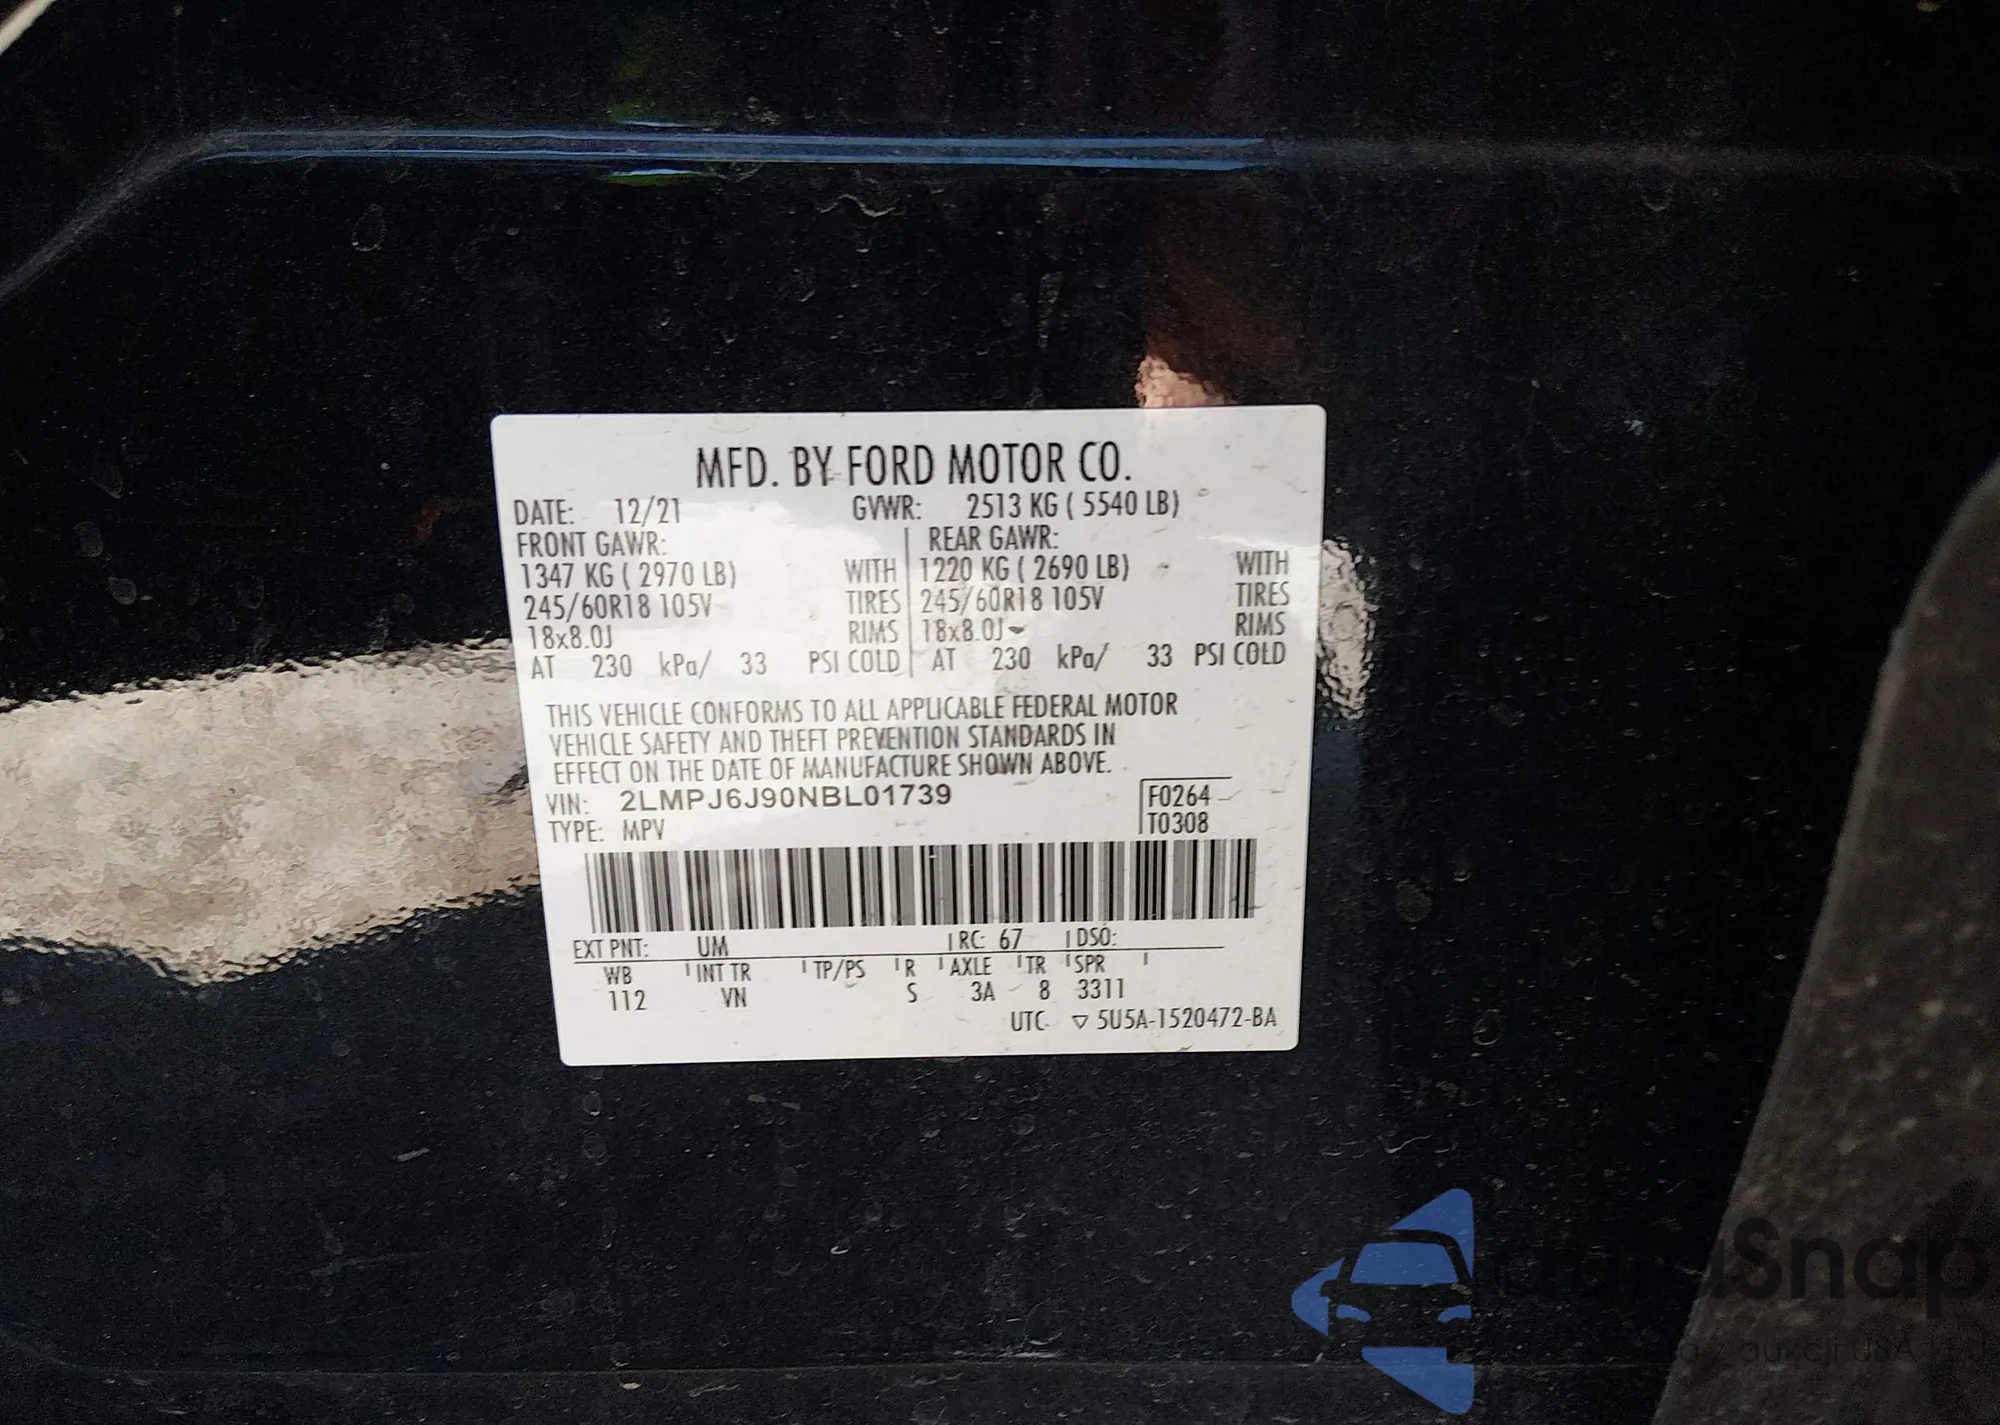 MFD. BY FORD MOTOR CO.
DATE: 12/21 GVWR: 2513 KG ( 5540 LB)
FRONT GAWR: REAR GAWR:
1347 KG ( 2970 LB) WITH 1220 KG ( 2690 LB) WITH
245/60R18 105V TIRES 245/60R18 105V TIRES
18x8.0J RIMS 18x8.0J RIMS
AT 230 kPa/ 33 PSI COLD AT 230 kPa/ 33 PSI COLD
THIS VEHICLE CONFORMS TO ALL APPLICABLE FEDERAL MOTOR
VEHICLE SAFETY AND THEFT PREVENTION STANDARDS IN
EFFECT ON THE DATE OF MANUFACTURE SHOWN ABOVE.
VIN: 2LMPJ6J90NBL01739 F0264
TYPE: MPV T0308
EXT PNT: UM RC: 67 DSO:
WB INT TR TP/PS R AXLE TR SPR
112 VN S 3A 8 3311
UTC ▽ 5U5A-1520472-BA
aukcji USA